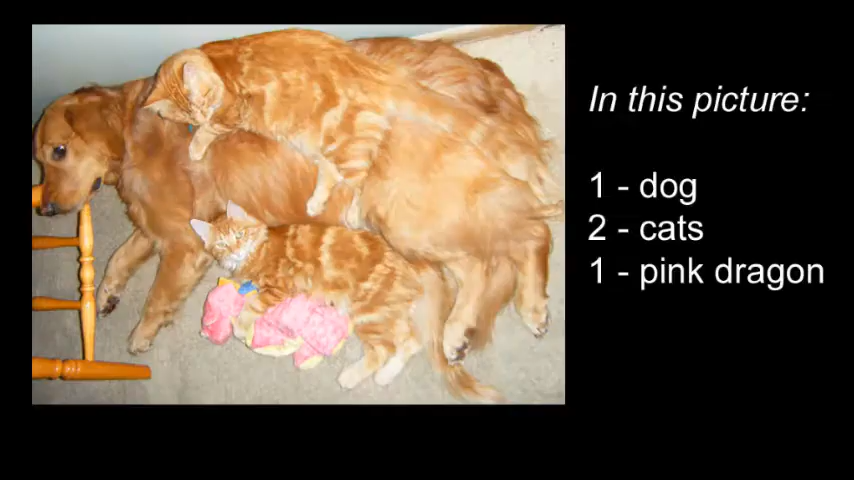 In this picture:
1 - dog
2 - cats
1 - pink dragon